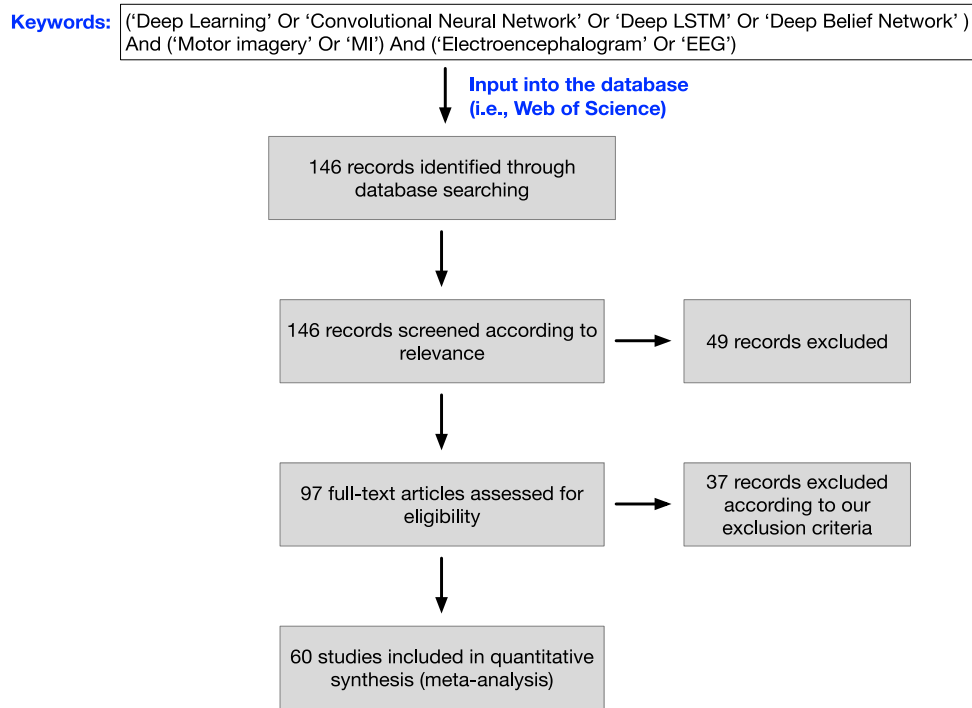 Keywords:
(‘Deep Learning’ Or ‘Convolutional Neural Network’ Or ‘Deep LSTM’ Or ‘Deep Belief Network’ )
And (‘Motor imagery’ Or ‘MI’) And (‘Electroencephalogram’ Or ‘EEG’)
Input into the database
(i.e., Web of Science)
146 records identified through
database searching
146 records screened according to
relevance
49 records excluded
97 full-text articles assessed for
eligibility
37 records excluded
according to our
exclusion criteria
60 studies included in quantitative
synthesis (meta-analysis)